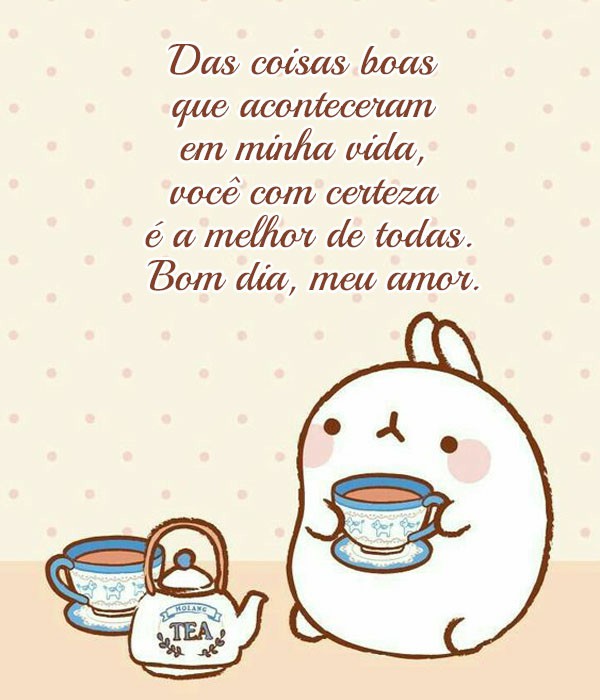 Das coisas boas
que aconteceram
em minha vida,
você com certeza
é a melhor de todas.
Bom dia, meu amor.
MOLANG
TEA